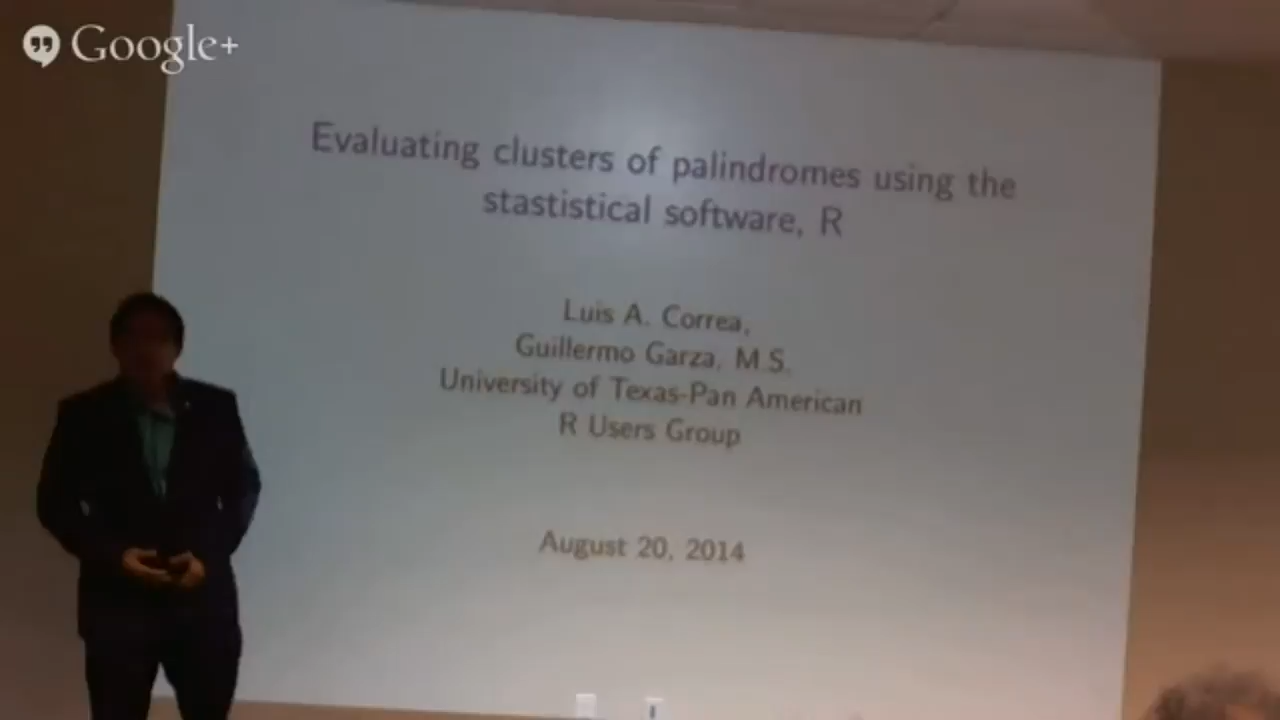 Google+
Evaluating clusters of palindromes using the
stastistical software, R
Luis A. Correa,
Guillermo Garza, M.S.
University of Texas-Pan American
R Users Group
August 20, 2014